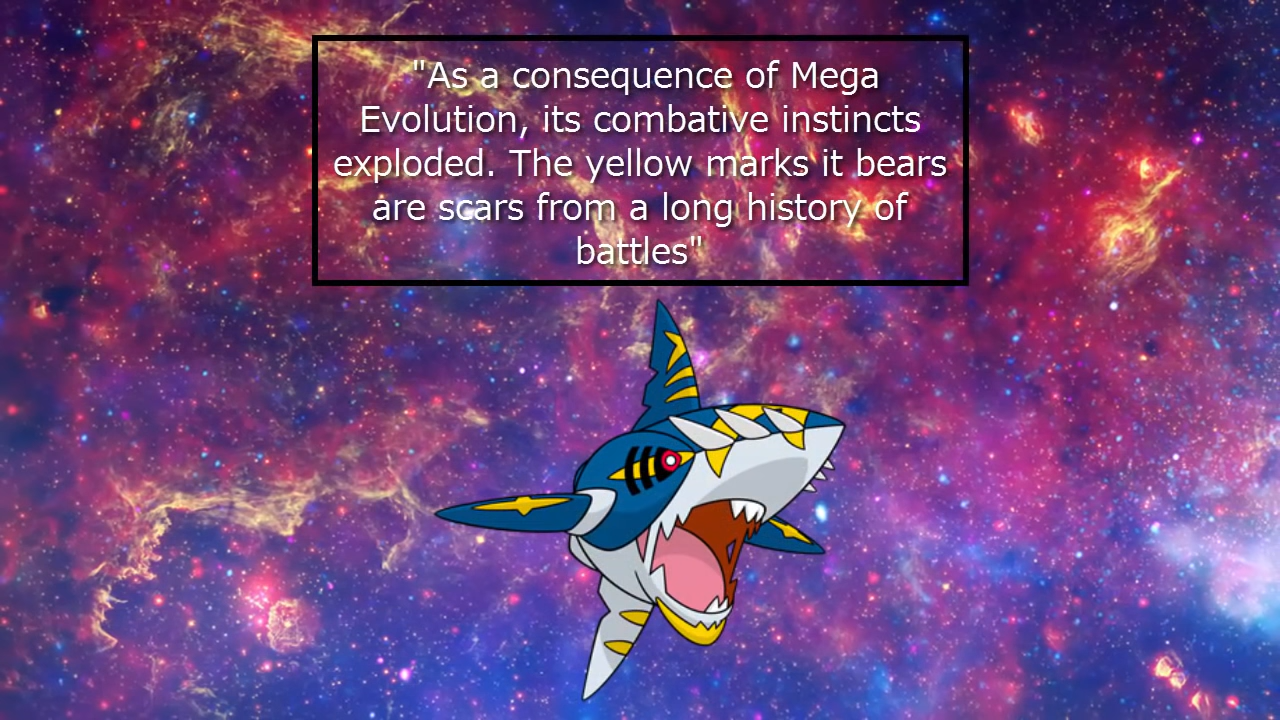 "As a consequence of Mega
Evolution, its combative instincts
exploded. The yellow marks it bears
are scars from a long history of
battles"